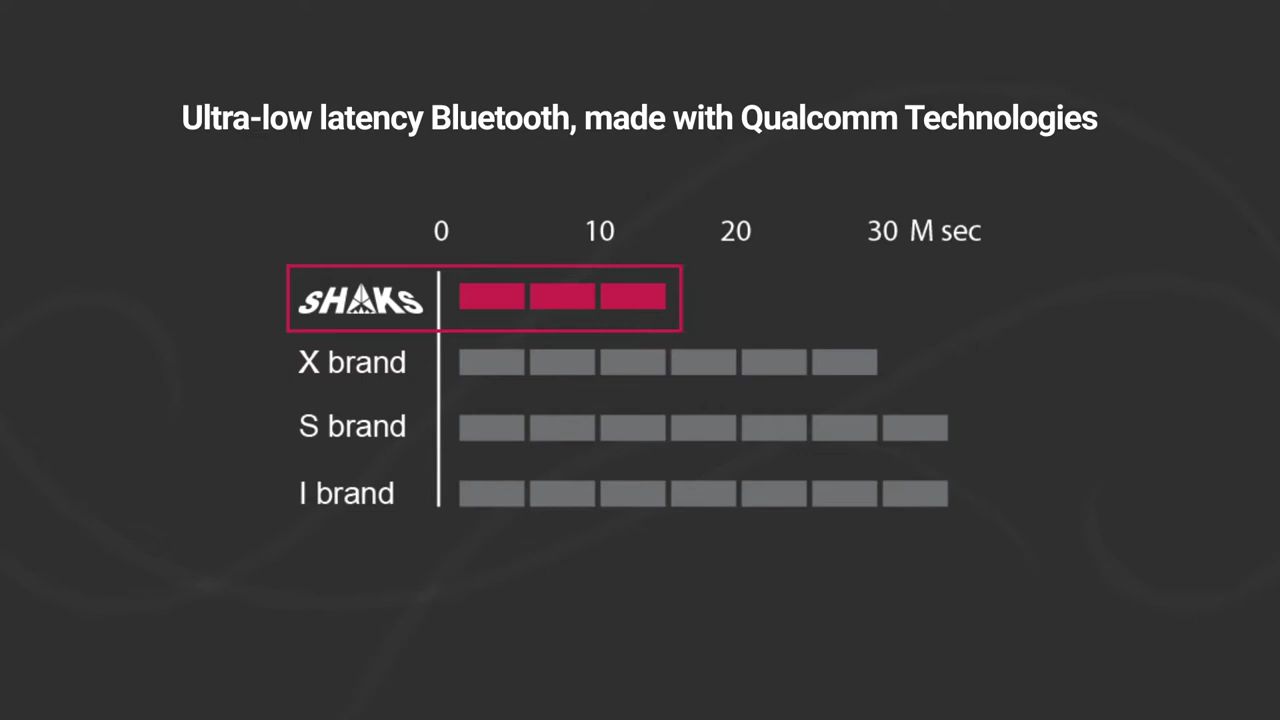 Ultra-low latency Bluetooth, made with Qualcomm Technologies
0 10 20 30 M sec
SHAKS
X brand
S brand
I brand